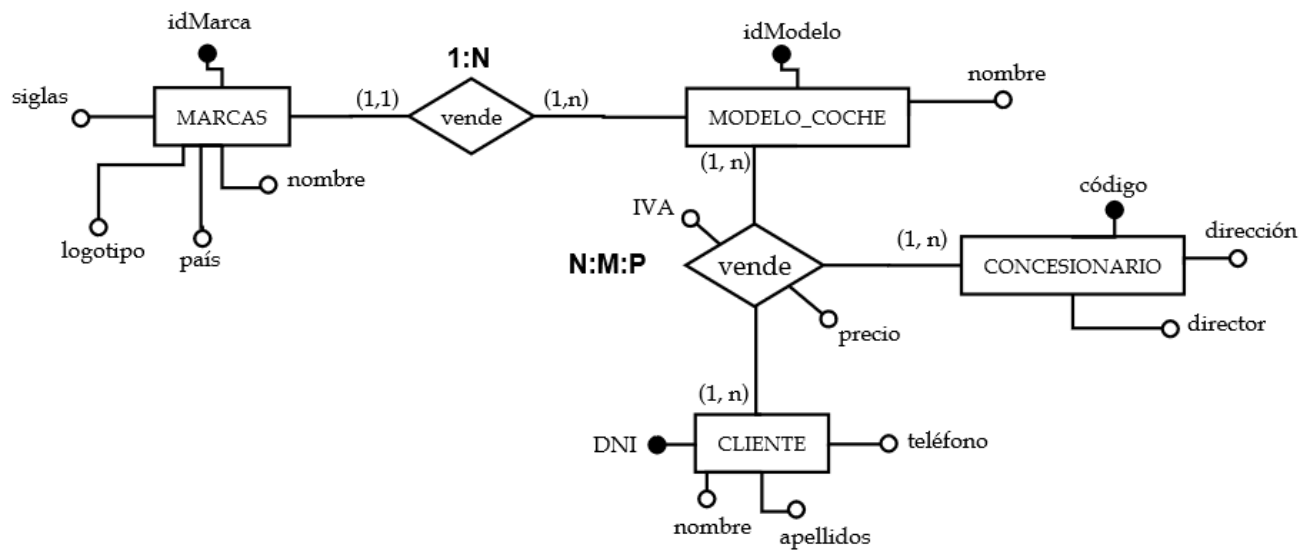 idMarca
siglas
MARCAS
logotipo
país
nombre
(1,1)
1:N
vende
(1,n)
idModelo
nombre
MODELO_COCHE
(1, n)
IVA
N:M:P
vende
precio
(1, n)
código
dirección
CONCESIONARIO
director
(1, n)
DNI
CLIENTE
teléfono
nombre
apellidos